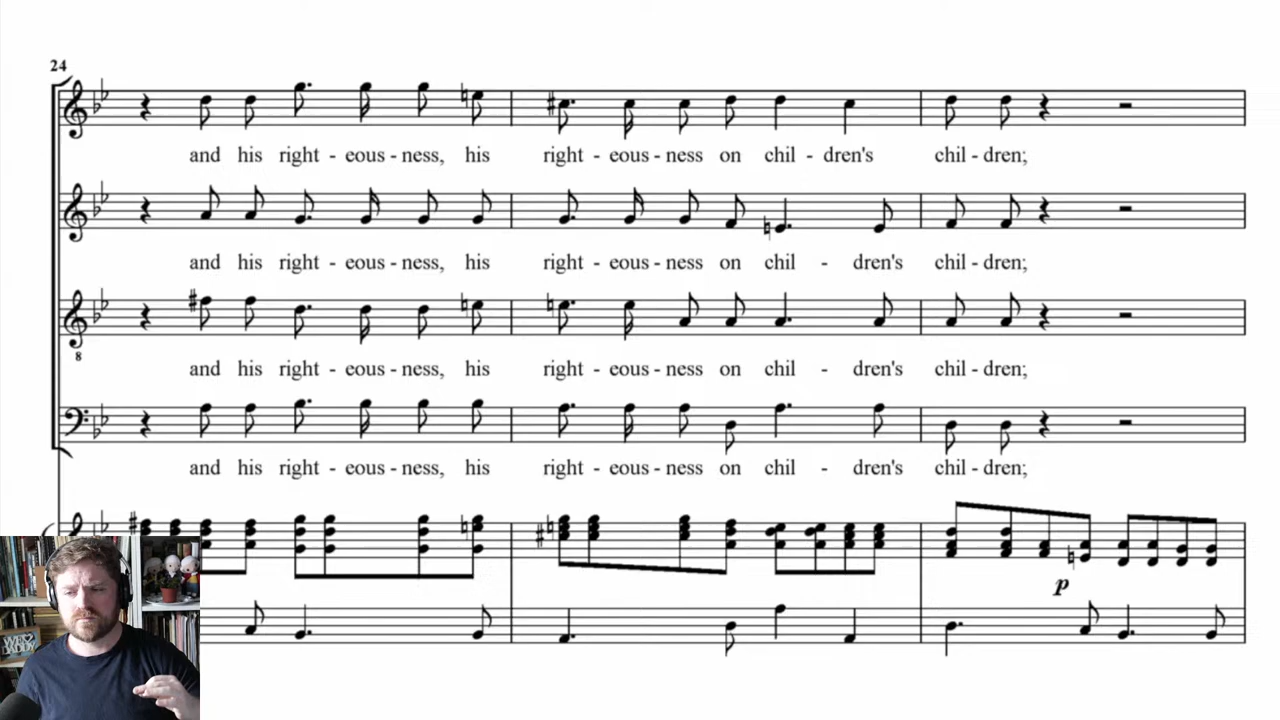 24
and his right - eous - ness, his right - eous - ness on chil - dren's chil - dren;
and his right - eous - ness, his right - eous - ness on chil - dren's chil - dren;
8
and his right - eous - ness, his right - eous - ness on chil - dren's chil - dren;
and his right - eous - ness, his right - eous - ness on chil - dren's chil - dren;
p